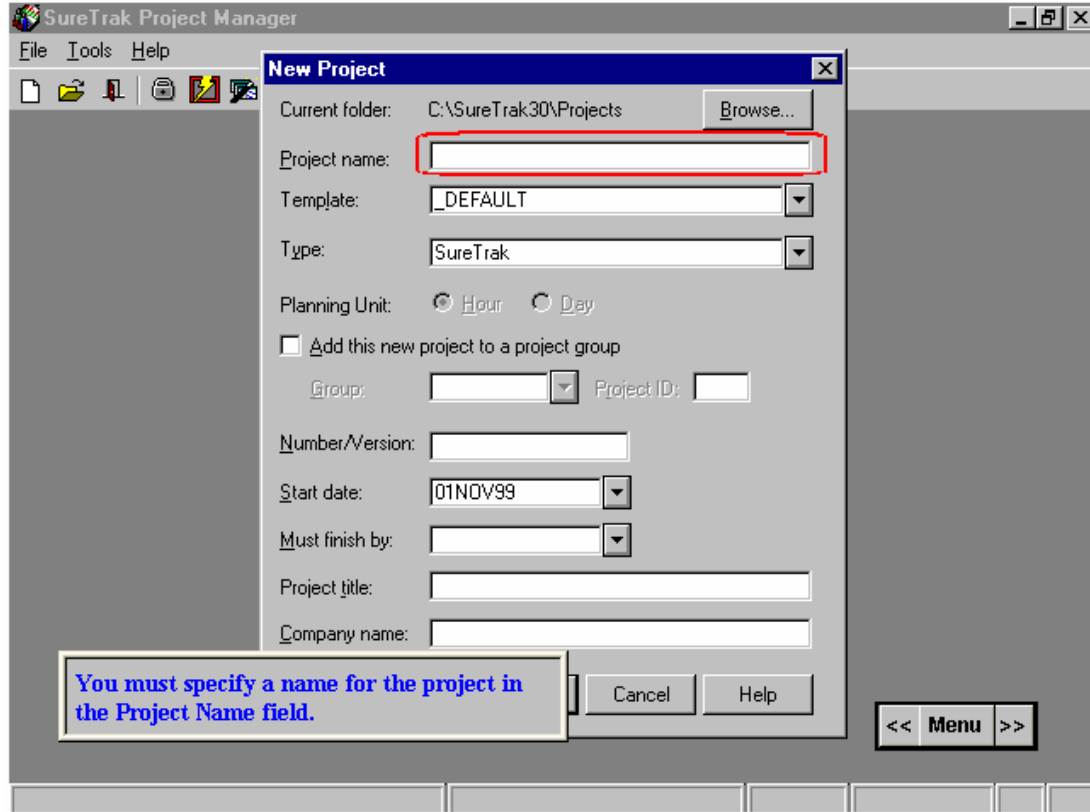 SureTrak Project Manager
File Tools Help
New Project
Current folder: C:\SureTrak30\Projects Browse...
Project name:
Template: _DEFAULT
Type: SureTrak
Planning Unit: Hour Day
Add this new project to a project group
Group: Project ID:
Number/Version:
Start date: 01NOV99
Must finish by:
Project title:
Company name:
You must specify a name for the project in
the Project Name field.
Cancel Help
<< Menu >>